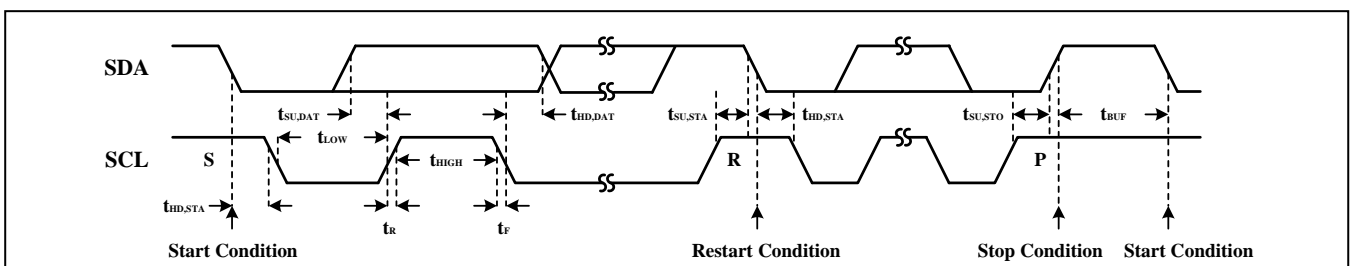 SDA
tSU,DAT
tHD,DAT
tSU,STA
tHD,STA
tSU,STO
tBUF
tLOW
SCL
S
tHIGH
R
P
tHD,STA
tR
tF
Start Condition
Restart Condition
Stop Condition
Start Condition